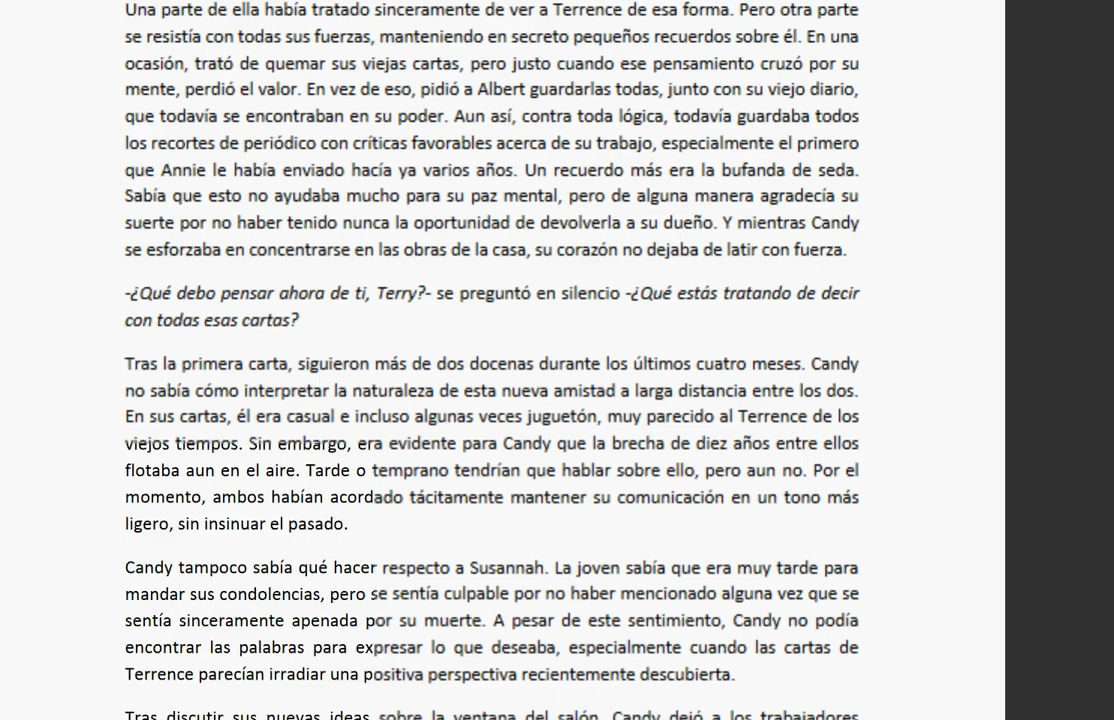 Una parte de ella había tratado sinceramente de ver a Terrence de esa forma. Pero otra parte
se resistía con todas sus fuerzas, manteniendo en secreto pequeños recuerdos sobre él. En una
ocasión, trató de quemar sus viejas cartas, pero justo cuando ese pensamiento cruzó por su
mente, perdió el valor. En vez de eso, pidió a Albert guardarlas todas, junto con su viejo diario,
que todavía se encontraban en su poder. Aun así, contra toda lógica, todavía guardaba todos
los recortes de periódico con críticas favorables acerca de su trabajo, especialmente el primero
que Annie le había enviado hacía ya varios años. Un recuerdo más era la bufanda de seda.
Sabía que esto no ayudaba mucho para su paz mental, pero de alguna manera agradecía su
suerte por no haber tenido nunca la oportunidad de devolverla a su dueño. Y mientras Candy
se esforzaba en concentrarse en las obras de la casa, su corazón no dejaba de latir con fuerza.
-¿Qué debo pensar ahora de ti, Terry?- se preguntó en silencio -¿Qué estás tratando de decir
con todas esas cartas?
Tras la primera carta, siguieron más de dos docenas durante los últimos cuatro meses. Candy
no sabía cómo interpretar la naturaleza de esta nueva amistad a larga distancia entre los dos.
En sus cartas, él era casual e incluso algunas veces juguetón, muy parecido al Terrence de los
viejos tiempos. Sin embargo, era evidente para Candy que la brecha de diez años entre ellos
flotaba aun en el aire. Tarde o temprano tendrían que hablar sobre ello, pero aun no. Por el
momento, ambos habían acordado tácitamente mantener su comunicación en un tono más
ligero, sin insinuar el pasado.
Candy tampoco sabía qué hacer respecto a Susannah. La joven sabía que era muy tarde para
mandar sus condolencias, pero se sentía culpable por no haber mencionado alguna vez que se
sentía sinceramente apenada por su muerte. A pesar de este sentimiento, Candy no podía
encontrar las palabras para expresar lo que deseaba, especialmente cuando las cartas de
Terrence parecían irradiar una positiva perspectiva recientemente descubierta.
Tras discutir sus nuevas ideas sobre la ventana del salón, Candy dejó a los trabajadores